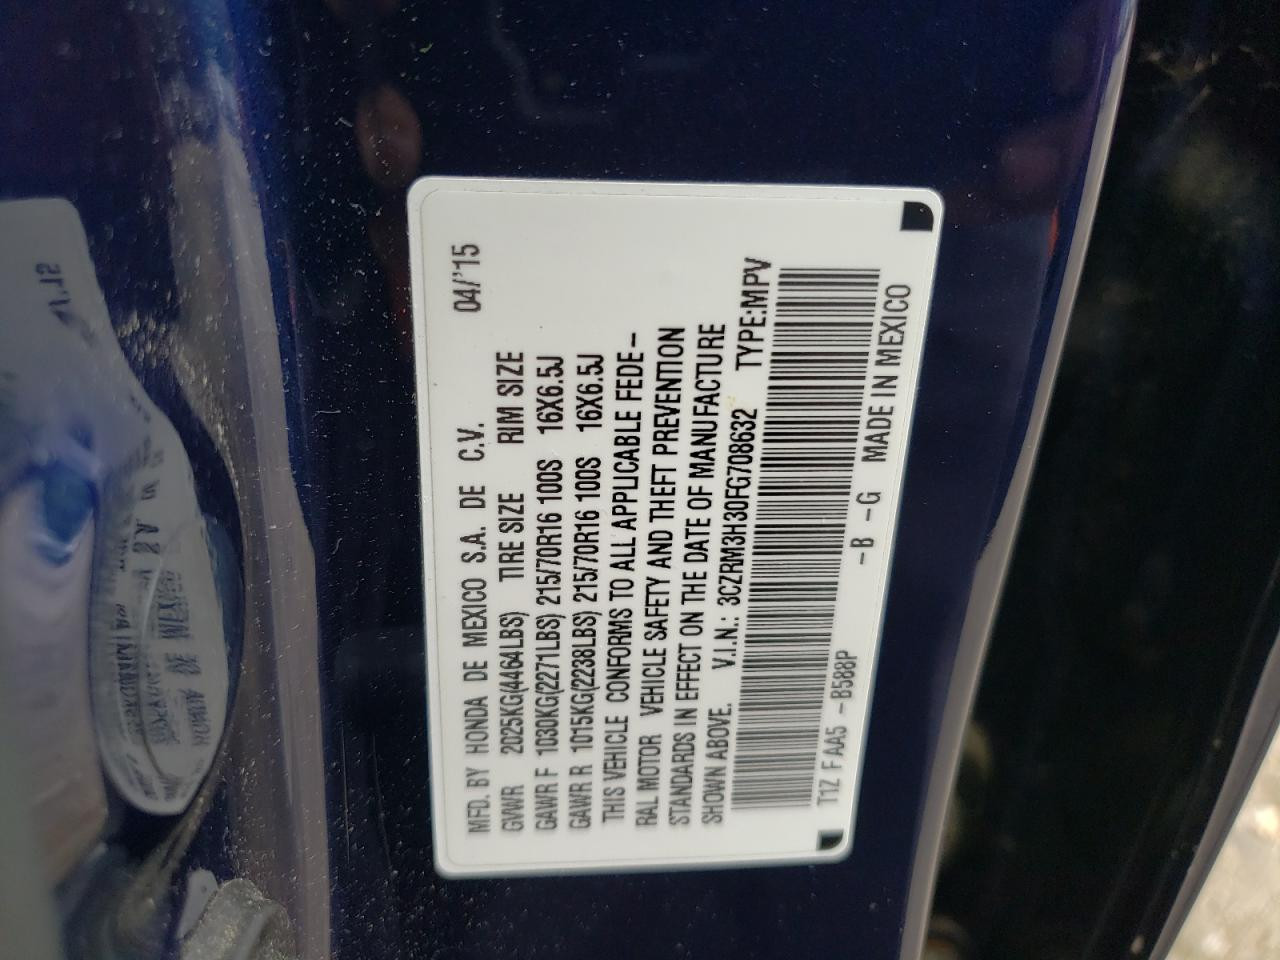 MFD. BY HONDA DE MEXICO S.A. DE C.V. 04/'15
GVWR 2025KG(4464LBS) TIRE SIZE RIM SIZE
GAWR F 1030KG(2271LBS) 215/70R16 100S 16X6.5J
GAWR R 1015KG(2238LBS) 215/70R16 100S 16X6.5J
THIS VEHICLE CONFORMS TO ALL APPLICABLE FEDE-
RAL MOTOR VEHICLE SAFETY AND THEFT PREVENTION
STANDARDS IN EFFECT ON THE DATE OF MANUFACTURE
SHOWN ABOVE. V.I.N.: 3CZRM3H30FG708632 TYPE:MPV
T1Z FAA5 -B588P -B -G MADE IN MEXICO